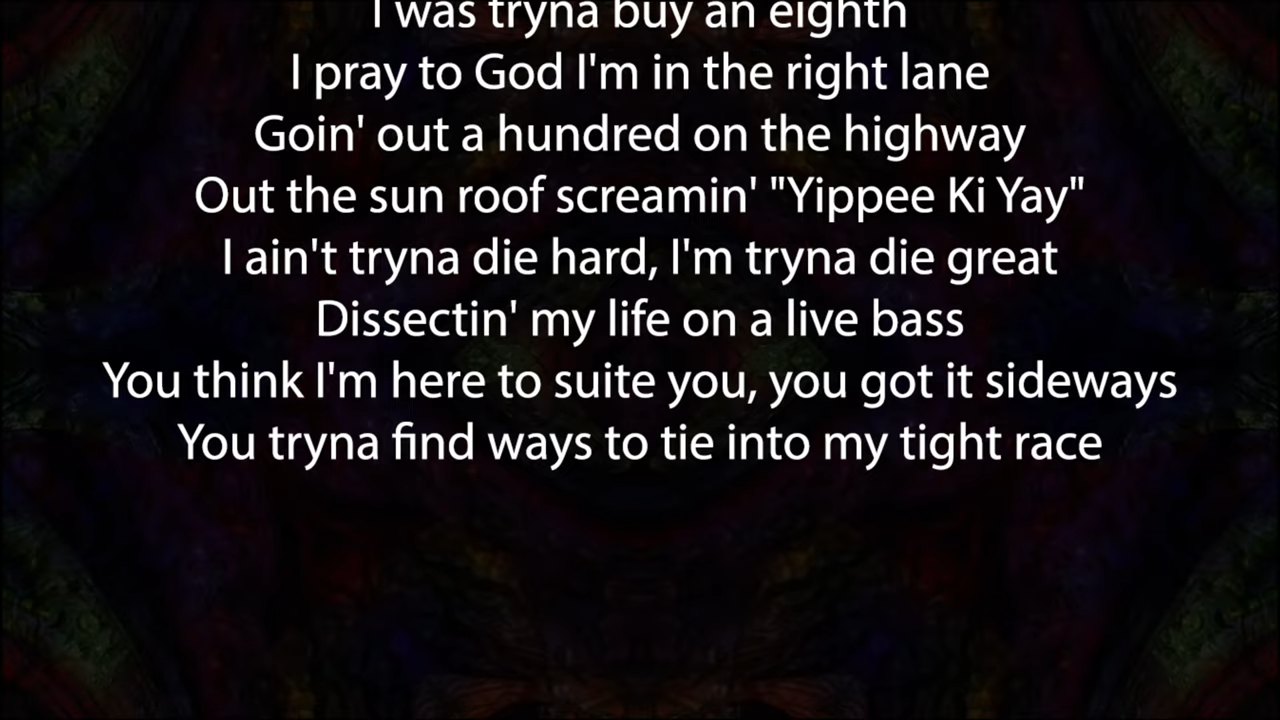 I was tryna buy an eighth
I pray to God I'm in the right lane
Goin' out a hundred on the highway
Out the sun roof screamin' "Yippee Ki Yay"
I ain't tryna die hard, I'm tryna die great
Dissectin' my life on a live bass
You think I'm here to suite you, you got it sideways
You tryna find ways to tie into my tight race